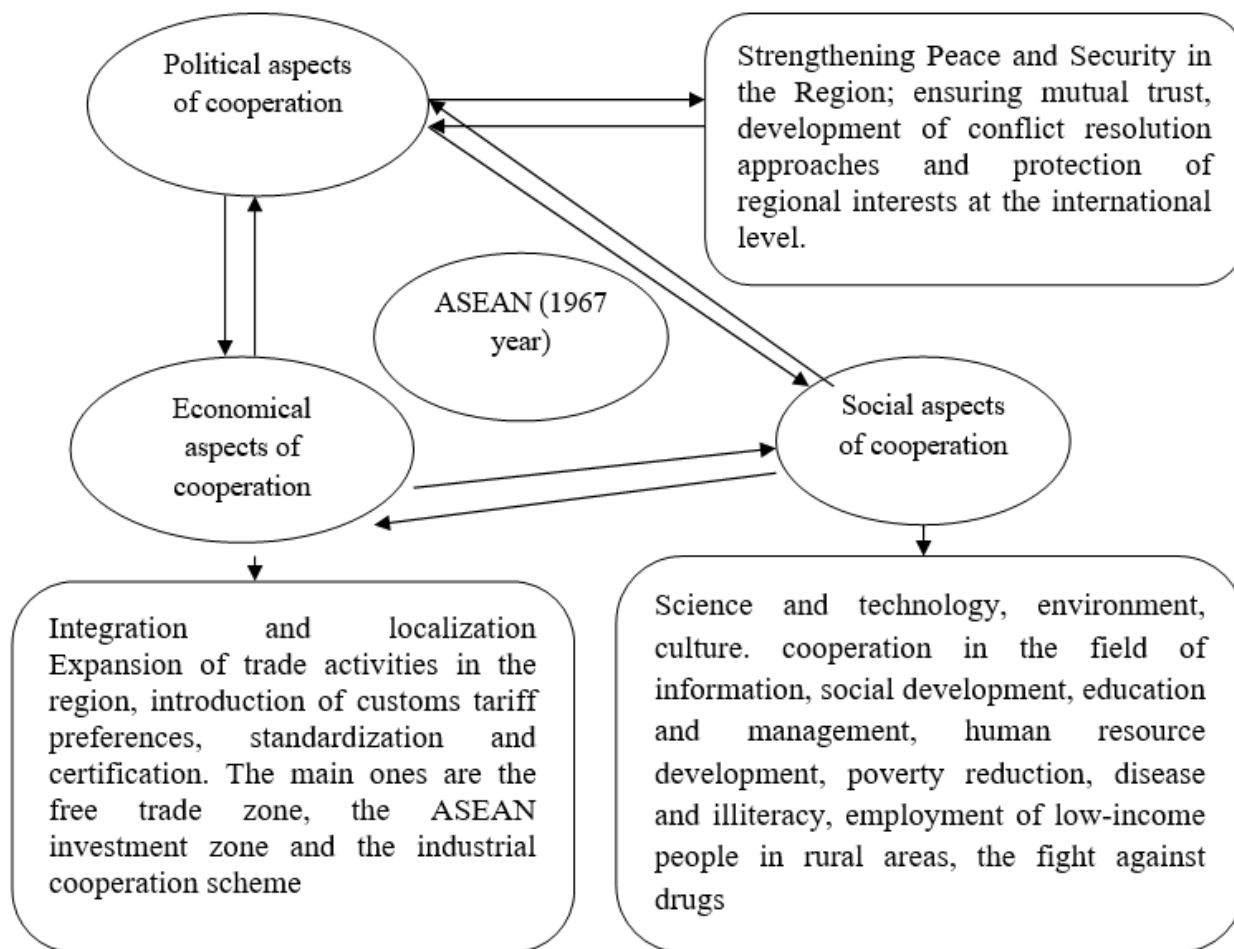 Political aspects
of cooperation
Strengthening Peace and Security in
the Region; ensuring mutual trust,
development of conflict resolution
approaches and protection of
regional interests at the international
level.
ASEAN (1967
year)
Economical
aspects of
cooperation
Social aspects
of cooperation
Integration and localization
Expansion of trade activities in the
region, introduction of customs tariff
preferences, standardization and
certification. The main ones are the
free trade zone, the ASEAN
investment zone and the industrial
cooperation scheme
Science and technology, environment,
culture. cooperation in the field of
information, social development, education
and management, human resource
development, poverty reduction, disease
and illiteracy, employment of low-income
people in rural areas, the fight against
drugs